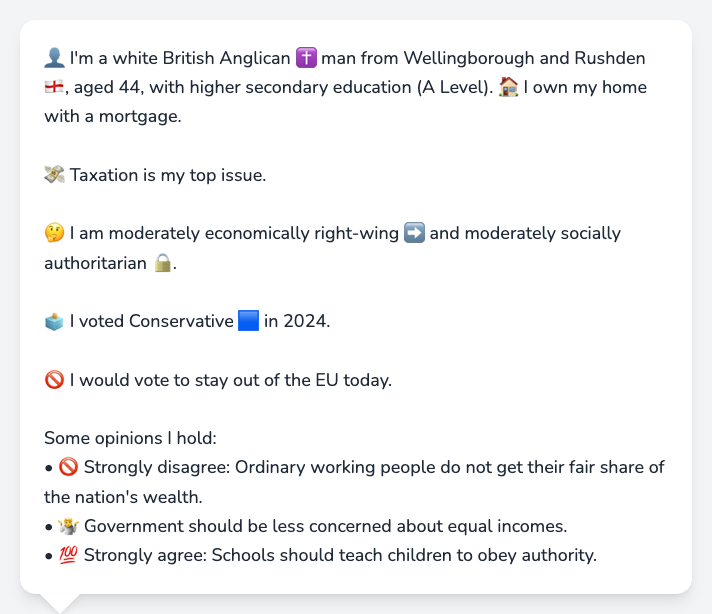 👤 I'm a white British Anglican ✝️ man from Wellingborough and Rushden
🏴󠁧󠁢󠁥󠁮󠁧󠁿, aged 44, with higher secondary education (A Level). 🏠 I own my home
with a mortgage.
💸 Taxation is my top issue.
🤔 I am moderately economically right-wing ➡️ and moderately socially
authoritarian 🔒.
🗳️ I voted Conservative 🟦 in 2024.
🚫 I would vote to stay out of the EU today.
Some opinions I hold:
• 🚫 Strongly disagree: Ordinary working people do not get their fair share of
the nation's wealth.
• 🤷 Government should be less concerned about equal incomes.
• 💯 Strongly agree: Schools should teach children to obey authority.